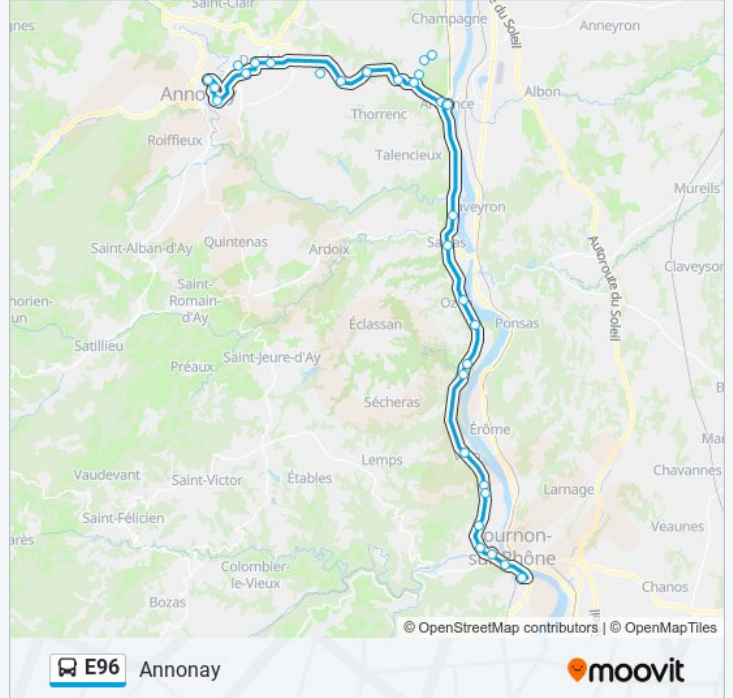 Saint-Clair
Champagne
Anneyron
Albon
Thorrenc
Roiffieux
Talencieux
Mureils
Saint-Alban-d'Ay
Quintenas
Ardoix
Autoroute du Soleil
Claveyson
Saint-
Romain-
d'Ay
Éclassan
Ponsas
Satillieu
Préaux
Saint-Jeure-d'Ay
Sécheras
Érôme
Lemps
Vaudevant
Saint-Victor
Étables
Lamage
Chavannes
Saint-Félicien
Veaunes
Colombier-
le-Vieux
Chanos
Bozas
© OpenStreetMap contributors | © OpenMapTiles
E96 Annonay
moovit